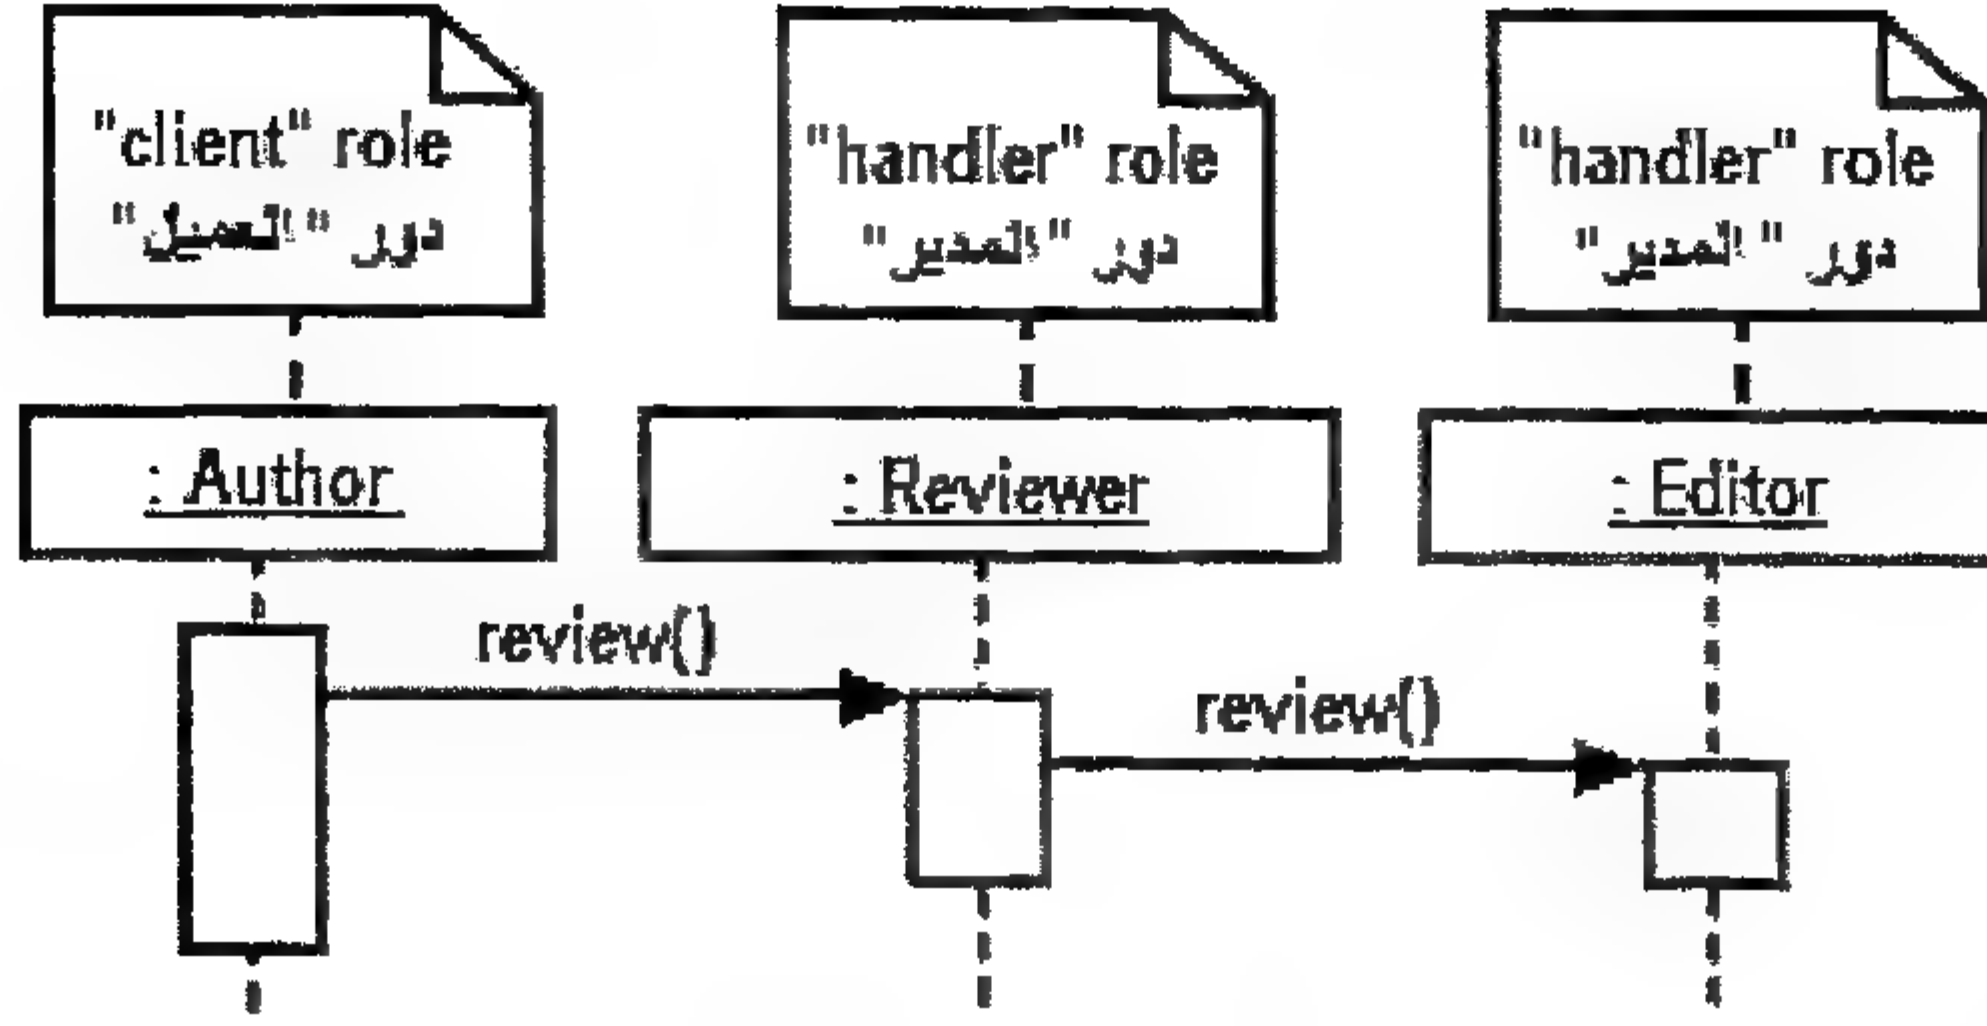 "client" role
دور "العميل"
"handler" role
دور "المدير"
"handler" role
دور "المدير"
: Author
: Reviewer
: Editor
review()
review()